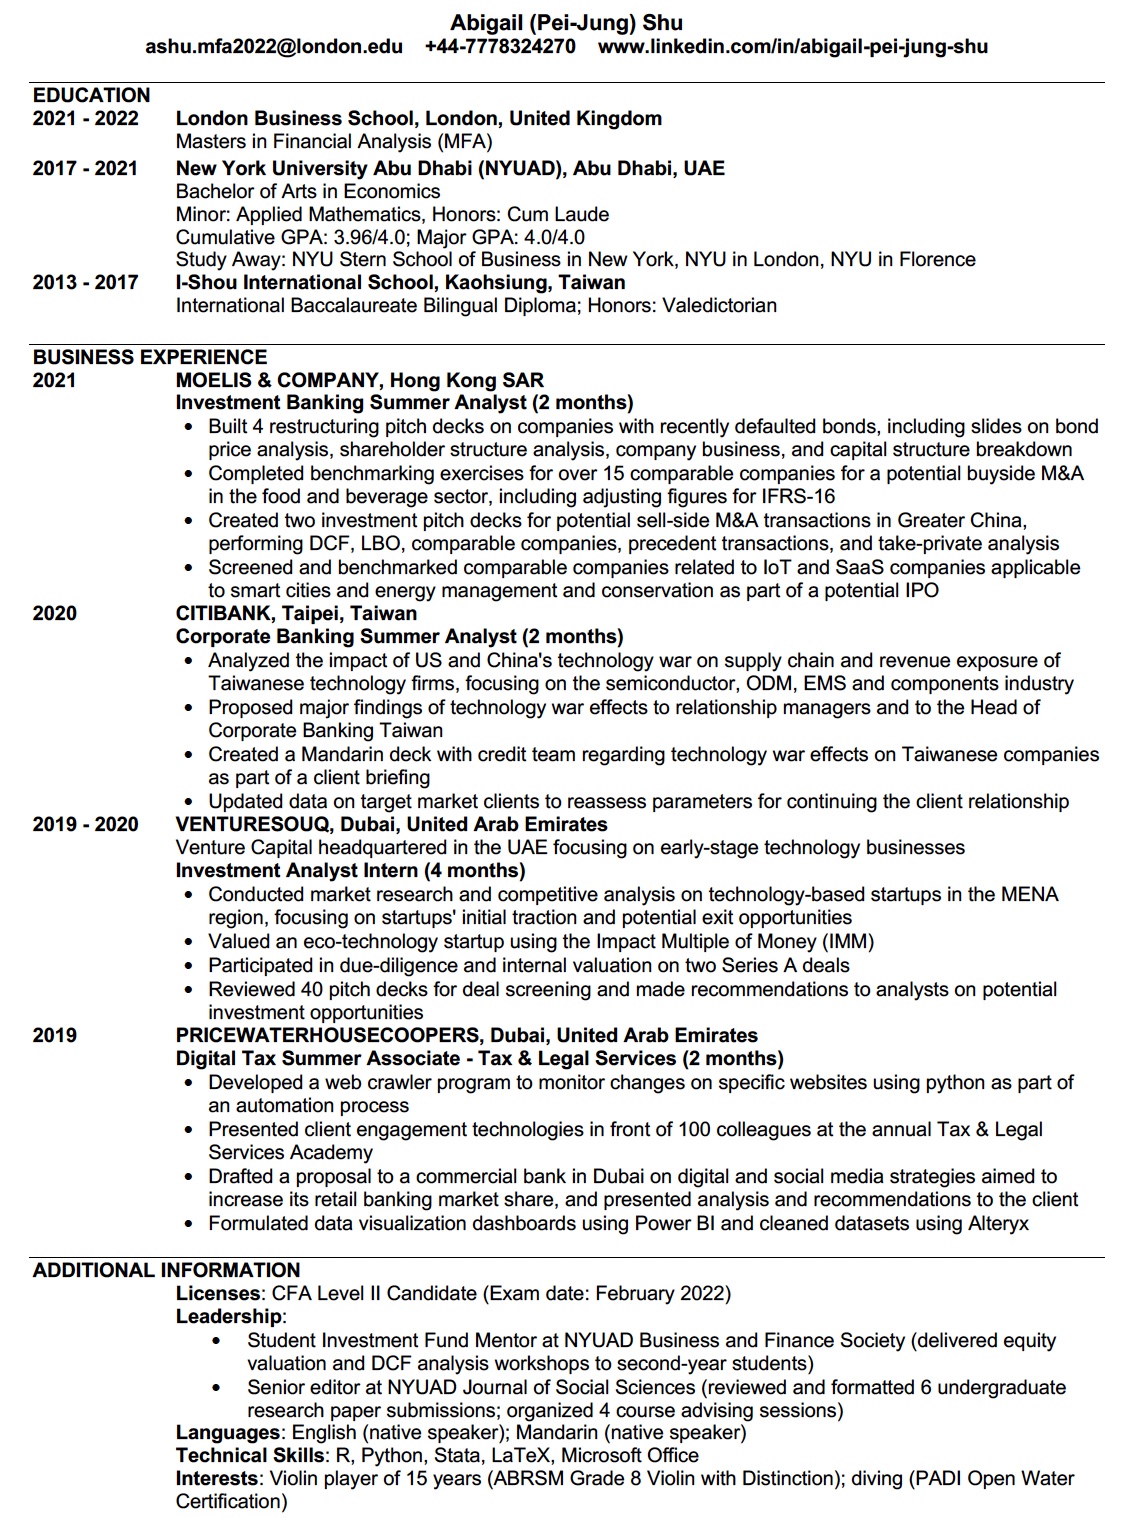 Abigail (Pei-Jung) Shu
ashu.mfa2022@london.edu +44-7778324270 www.linkedin.com/in/abigail-pei-jung-shu
EDUCATION
2021 - 2022 London Business School, London, United Kingdom
Masters in Financial Analysis (MFA)
2017 - 2021 New York University Abu Dhabi (NYUAD), Abu Dhabi, UAE
Bachelor of Arts in Economics
Minor: Applied Mathematics, Honors: Cum Laude
Cumulative GPA: 3.96/4.0; Major GPA: 4.0/4.0
Study Away: NYU Stern School of Business in New York, NYU in London, NYU in Florence
2013 - 2017 I-Shou International School, Kaohsiung, Taiwan
International Baccalaureate Bilingual Diploma; Honors: Valedictorian
BUSINESS EXPERIENCE
2021 MOELIS & COMPANY, Hong Kong SAR
Investment Banking Summer Analyst (2 months)
• Built 4 restructuring pitch decks on companies with recently defaulted bonds, including slides on bond
price analysis, shareholder structure analysis, company business, and capital structure breakdown
• Completed benchmarking exercises for over 15 comparable companies for a potential buyside M&A
in the food and beverage sector, including adjusting figures for IFRS-16
• Created two investment pitch decks for potential sell-side M&A transactions in Greater China,
performing DCF, LBO, comparable companies, precedent transactions, and take-private analysis
• Screened and benchmarked comparable companies related to IoT and SaaS companies applicable
to smart cities and energy management and conservation as part of a potential IPO
2020 CITIBANK, Taipei, Taiwan
Corporate Banking Summer Analyst (2 months)
• Analyzed the impact of US and China's technology war on supply chain and revenue exposure of
Taiwanese technology firms, focusing on the semiconductor, ODM, EMS and components industry
• Proposed major findings of technology war effects to relationship managers and to the Head of
Corporate Banking Taiwan
• Created a Mandarin deck with credit team regarding technology war effects on Taiwanese companies
as part of a client briefing
• Updated data on target market clients to reassess parameters for continuing the client relationship
2019 - 2020 VENTURESOUQ, Dubai, United Arab Emirates
Venture Capital headquartered in the UAE focusing on early-stage technology businesses
Investment Analyst Intern (4 months)
• Conducted market research and competitive analysis on technology-based startups in the MENA
region, focusing on startups' initial traction and potential exit opportunities
• Valued an eco-technology startup using the Impact Multiple of Money (IMM)
• Participated in due-diligence and internal valuation on two Series A deals
• Reviewed 40 pitch decks for deal screening and made recommendations to analysts on potential
investment opportunities
2019 PRICEWATERHOUSECOOPERS, Dubai, United Arab Emirates
Digital Tax Summer Associate - Tax & Legal Services (2 months)
• Developed a web crawler program to monitor changes on specific websites using python as part of
an automation process
• Presented client engagement technologies in front of 100 colleagues at the annual Tax & Legal
Services Academy
• Drafted a proposal to a commercial bank in Dubai on digital and social media strategies aimed to
increase its retail banking market share, and presented analysis and recommendations to the client
• Formulated data visualization dashboards using Power BI and cleaned datasets using Alteryx
ADDITIONAL INFORMATION
Licenses: CFA Level II Candidate (Exam date: February 2022)
Leadership:
• Student Investment Fund Mentor at NYUAD Business and Finance Society (delivered equity
valuation and DCF analysis workshops to second-year students)
• Senior editor at NYUAD Journal of Social Sciences (reviewed and formatted 6 undergraduate
research paper submissions; organized 4 course advising sessions)
Languages: English (native speaker); Mandarin (native speaker)
Technical Skills: R, Python, Stata, LaTeX, Microsoft Office
Interests: Violin player of 15 years (ABRSM Grade 8 Violin with Distinction); diving (PADI Open Water
Certification)